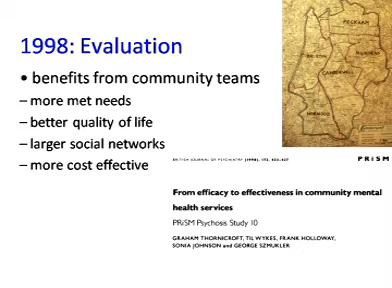 1998: Evaluation
• benefits from community teams
– more met needs
– better quality of life
– larger social networks
– more cost effective
PECKHAM
BRIXTON
CAMBERWELL
NORWOOD
BRITISH JOURNAL OF PSYCHIATRY (1998), 173, 423-427
PRiSM
From efficacy to effectiveness in community mental
health services
PRiSM Psychosis Study 10
GRAHAM THORNICROFT, TIL WYKES, FRANK HOLLOWAY,
SONIA JOHNSON and GEORGE SZMUKLER